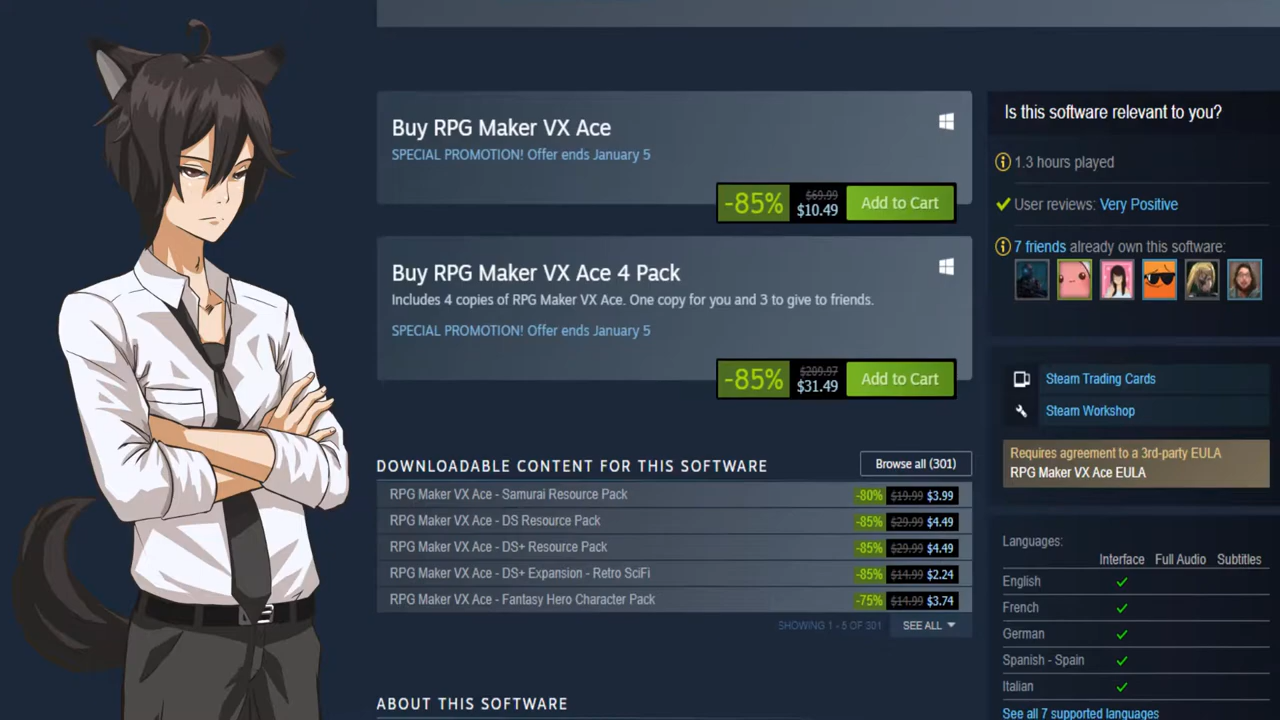 Buy RPG Maker VX Ace
SPECIAL PROMOTION! Offer ends January 5
-85%
$69.99
$10.49
Add to Cart
Buy RPG Maker VX Ace 4 Pack
Includes 4 copies of RPG Maker VX Ace. One copy for you and 3 to give to friends.
SPECIAL PROMOTION! Offer ends January 5
-85%
$209.97
$31.49
Add to Cart
DOWNLOADABLE CONTENT FOR THIS SOFTWARE
Browse all (301)
RPG Maker VX Ace - Samurai Resource Pack -80% $19.99 $3.99
RPG Maker VX Ace - DS Resource Pack -85% $29.99 $4.49
RPG Maker VX Ace - DS+ Resource Pack -85% $29.99 $4.49
RPG Maker VX Ace - DS+ Expansion - Retro SciFi -85% $14.99 $2.24
RPG Maker VX Ace - Fantasy Hero Character Pack -75% $14.99 $3.74
SHOWING 1 - 5 OF 301 SEE ALL
ABOUT THIS SOFTWARE
Is this software relevant to you?
1.3 hours played
User reviews: Very Positive
7 friends already own this software:
Steam Trading Cards
Steam Workshop
Requires agreement to a 3rd-party EULA
RPG Maker VX Ace EULA
Languages:
Interface Full Audio Subtitles
English
French
German
Spanish - Spain
Italian
See all 7 supported languages